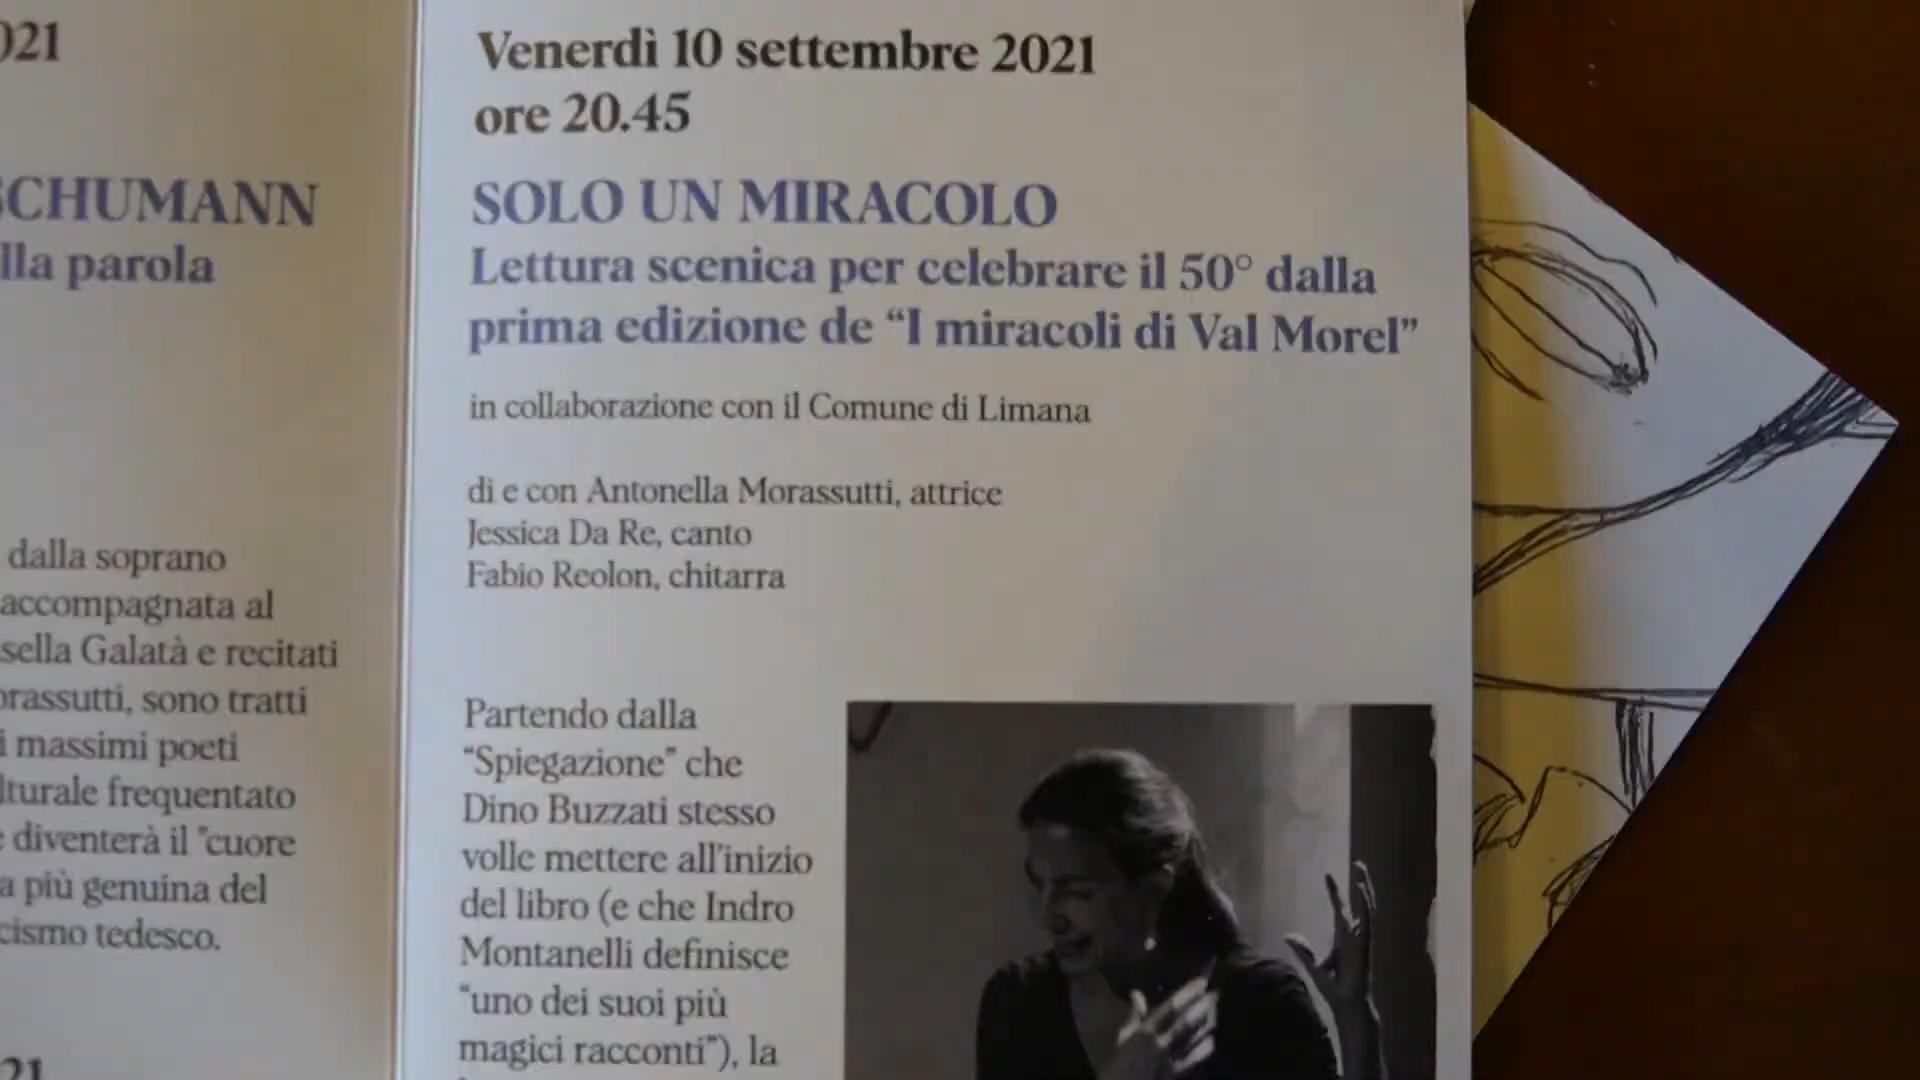 021
SCHUMANN
lla parola
dalla soprano
accompagnata al
sella Galatà e recitati
orassutti, sono tratti
i massimi poeti
lturale frequentato
e diventerà il "cuore
a più genuina del
cismo tedesco.
21
Venerdì 10 settembre 2021
ore 20.45
SOLO UN MIRACOLO
Lettura scenica per celebrare il 50° dalla
prima edizione de “I miracoli di Val Morel”
in collaborazione con il Comune di Limana
di e con Antonella Morassutti, attrice
Jessica Da Re, canto
Fabio Reolon, chitarra
Partendo dalla
“Spiegazione” che
Dino Buzzati stesso
volle mettere all'inizio
del libro (e che Indro
Montanelli definisce
“uno dei suoi più
magici racconti”), la